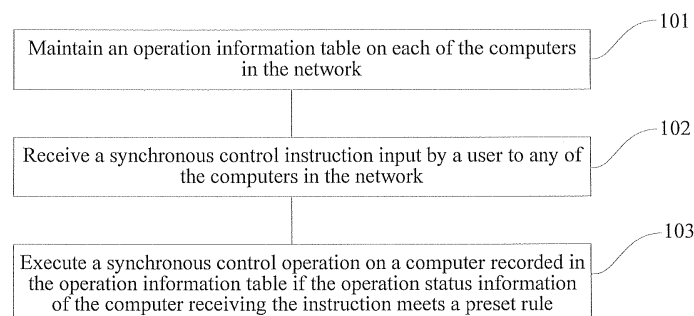 101
Maintain an operation information table on each of the computers
in the network
102
Receive a synchronous control instruction input by a user to any of
the computers in the network
103
Execute a synchronous control operation on a computer recorded in
the operation information table if the operation status information
of the computer receiving the instruction meets a preset rule